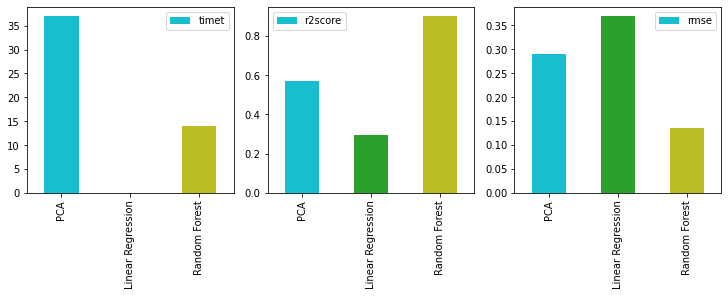 timet
35
30
25
20
15
10
5
0
PCA
Linear Regression
Random Forest
r2score
0.8
0.6
0.4
0.2
0.0
PCA
Linear Regression
Random Forest
rmse
0.35
0.30
0.25
0.20
0.15
0.10
0.05
0.00
PCA
Linear Regression
Random Forest